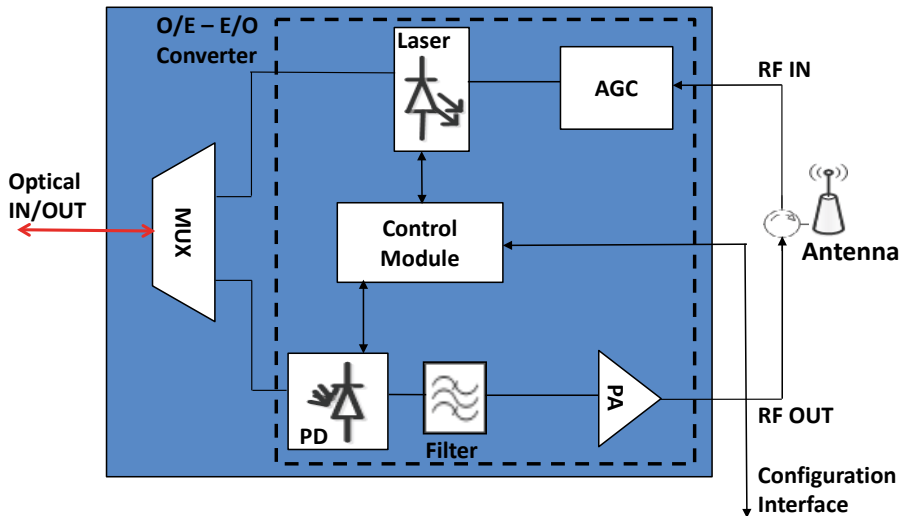 O/E – E/O
Converter
Laser
AGC
RF IN
Optical
IN/OUT
MUX
Control
Module
Antenna
PD
Filter
PA
RF OUT
Configuration
Interface